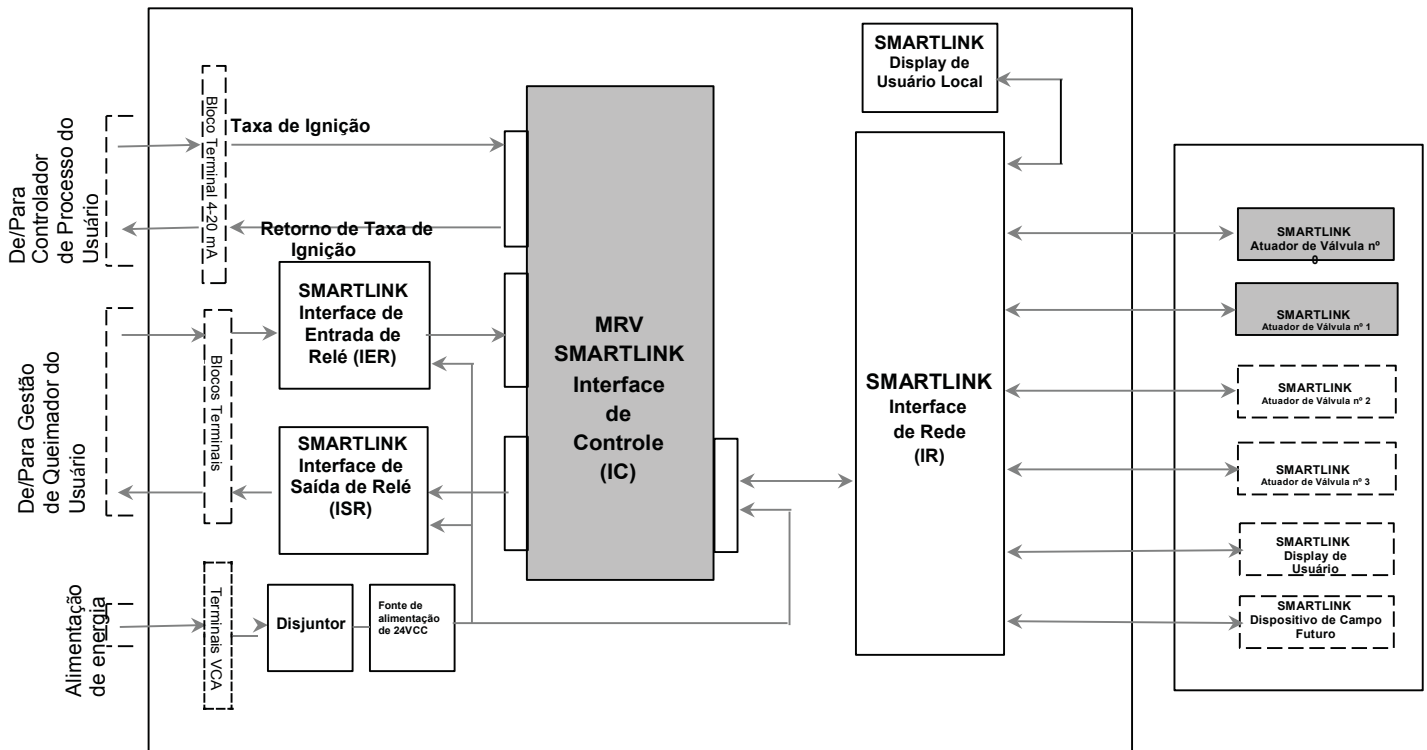 De/Para
Controlador
de Processo do
Usuário
Bloco Terminal 4-20 mA
Taxa de Ignição
Retorno de Taxa de
Ignição
De/Para Gestão
de Queimador do
Usuário
Blocos Terminais
SMARTLINK
Interface de
Entrada de
Relé (IER)
SMARTLINK
Interface de
Saída de Relé
(ISR)
Alimentação
de energia
Terminais VCA
Disjuntor
Fonte de
alimentação
de 24VCC
MRV
SMARTLINK
Interface
de
Controle
(IC)
SMARTLINK
Display de
Usuário Local
SMARTLINK
Interface
de Rede
(IR)
SMARTLINK
Atuador de Válvula nº
0
SMARTLINK
Atuador de Válvula nº 1
SMARTLINK
Atuador de Válvula nº 2
SMARTLINK
Atuador de Válvula nº 3
SMARTLINK
Display de
Usuário
SMARTLINK
Dispositivo de Campo
Futuro